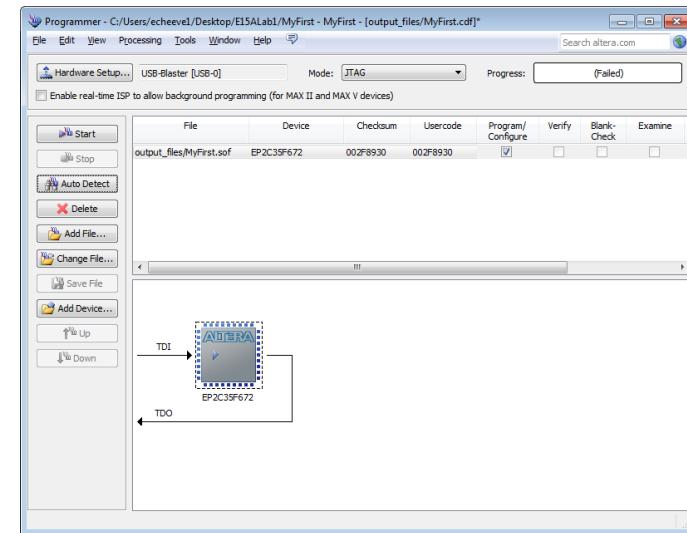 Programmer - C:/Users/echeeve1/Desktop/E15ALab1/MyFirst - MyFirst - [output_files/MyFirst.cdf]*
File Edit View Processing Tools Window Help
Search altera.com
Hardware Setup... USB-Blaster [USB-0] Mode: JTAG Progress: (Failed)
Enable real-time ISP to allow background programming (for MAX II and MAX V devices)
Start
Stop
Auto Detect
Delete
Add File...
Change File...
Save File
Add Device...
Up
Down
File Device Checksum Usercode Program/ Verify Blank- Examine
Configure Check
output_files/MyFirst.sof EP2C35F672 002F8930 002F8930
ALTERA
TDI
EP2C35F672
TDO